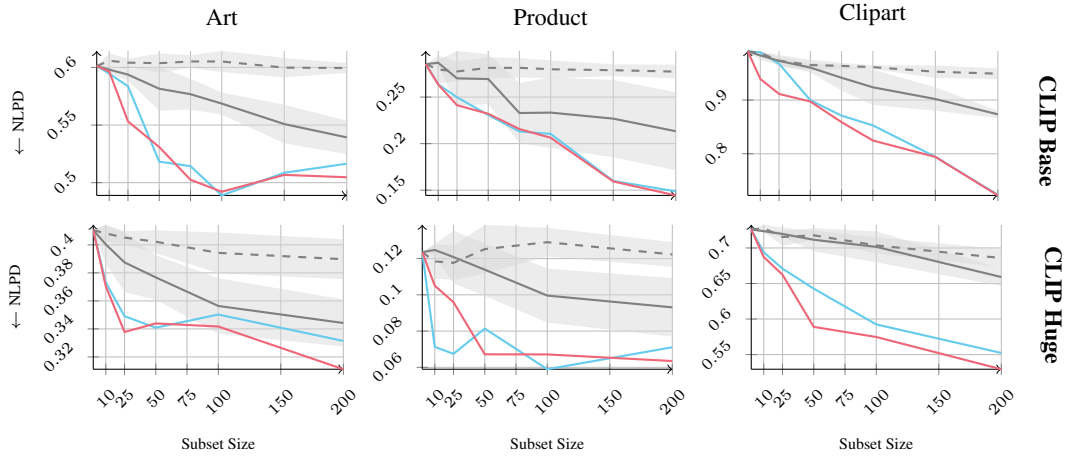 Art Product Clipart
← NLPD
0.6
0.55
0.5
0.25
0.2
0.15
0.9
0.8
CLIP Base
← NLPD
0.4
0.38
0.36
0.34
0.32
0.12
0.1
0.08
0.06
0.7
0.65
0.6
0.55
CLIP Huge
10 25 50 75 100 150 200
10 25 50 75 100 150 200
10 25 50 100 150 200
Subset Size Subset Size Subset Size